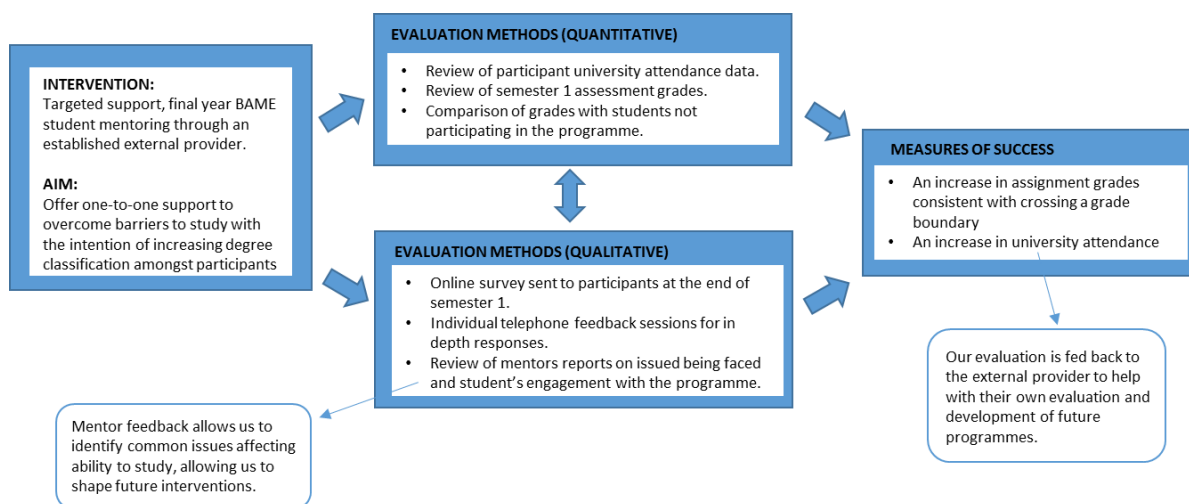 INTERVENTION:
Targeted support, final year BAME
student mentoring through an
established external provider.
AIM:
Offer one-to-one support to
overcome barriers to study with
the intention of increasing degree
classification amongst participants
EVALUATION METHODS (QUANTITATIVE)
• Review of participant university attendance data.
• Review of semester 1 assessment grades.
• Comparison of grades with students not
participating in the programme.
EVALUATION METHODS (QUALITATIVE)
• Online survey sent to participants at the end of
semester 1.
• Individual telephone feedback sessions for in
depth responses.
• Review of mentors reports on issued being faced
and student's engagement with the programme.
Mentor feedback allows us to
identify common issues affecting
ability to study, allowing us to
shape future interventions.
MEASURES OF SUCCESS
• An increase in assignment grades
consistent with crossing a grade
boundary
• An increase in university attendance
Our evaluation is fed back to
the external provider to help
with their own evaluation and
development of future
programmes.